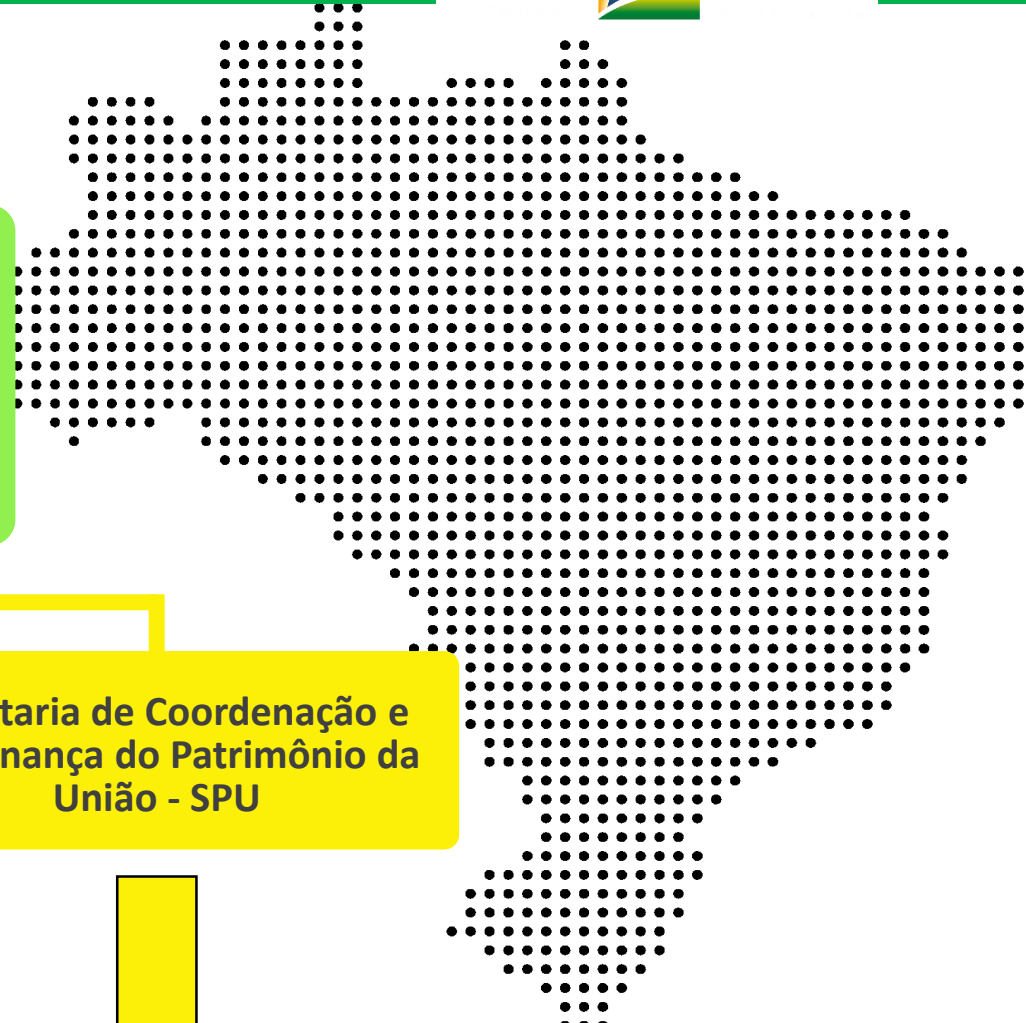 taria de Coordenação e
nança do Patrimônio da
União - SPU